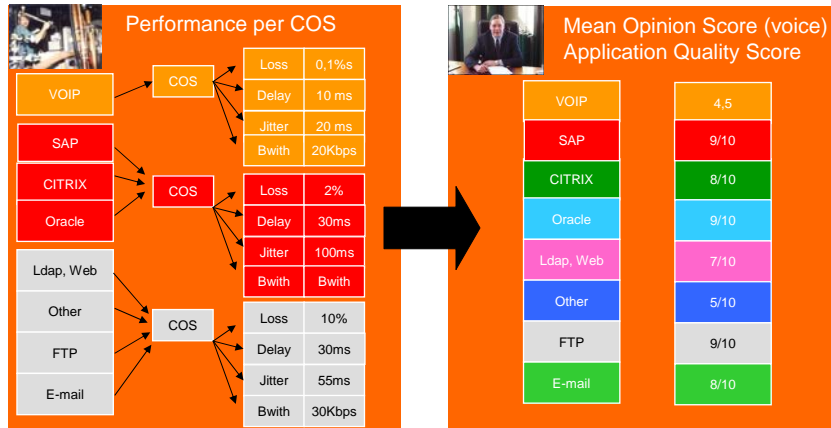 Performance per COS
VOIP
COS
Loss 0,1%s
Delay 10 ms
Jitter 20 ms
Bwith 20Kbps
SAP
CITRIX
Oracle
COS
Loss 2%
Delay 30ms
Jitter 100ms
Bwith Bwith
Ldap, Web
Other
FTP
E-mail
COS
Loss 10%
Delay 30ms
Jitter 55ms
Bwith 30Kbps
Mean Opinion Score (voice)
Application Quality Score
VOIP 4,5
SAP 9/10
CITRIX 8/10
Oracle 9/10
Ldap, Web 7/10
Other 5/10
FTP 9/10
E-mail 8/10